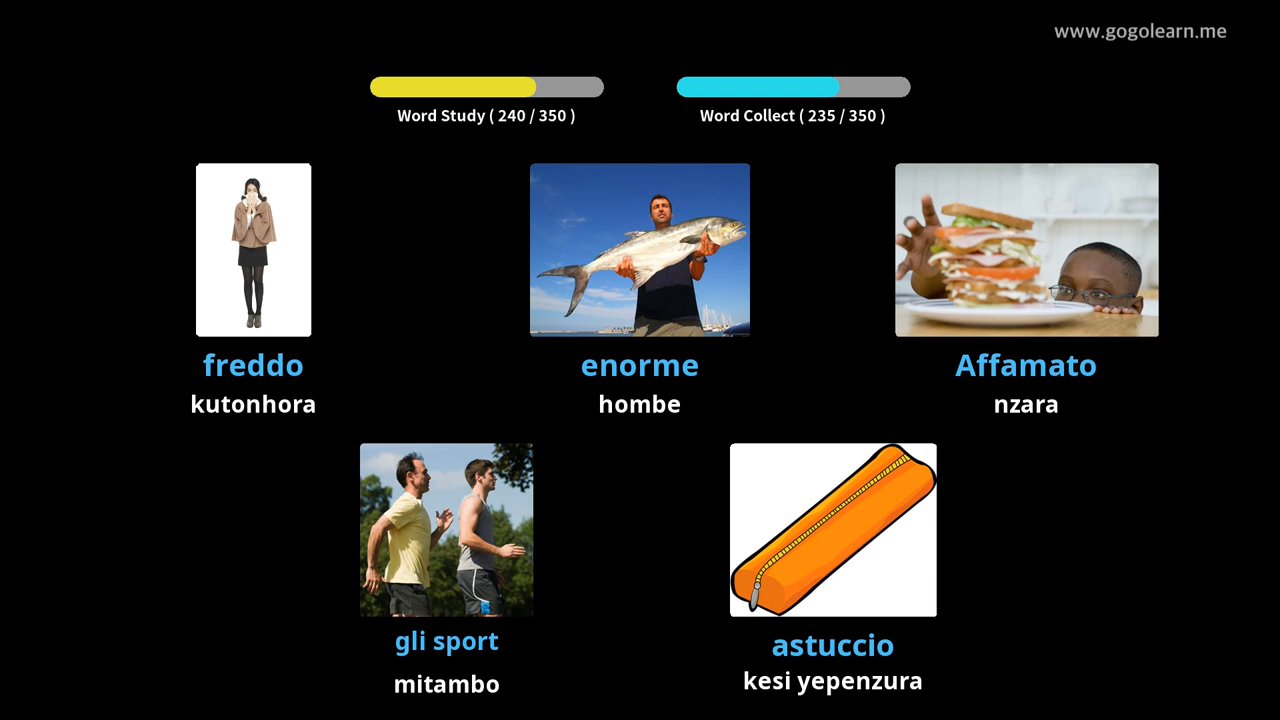 www.gogolearn.me
Word Study ( 240 / 350 )
Word Collect ( 235 / 350 )
freddo
kutonhora
enorme
hombe
Affamato
nzara
gli sport
mitambo
astuccio
kesi yepenzura